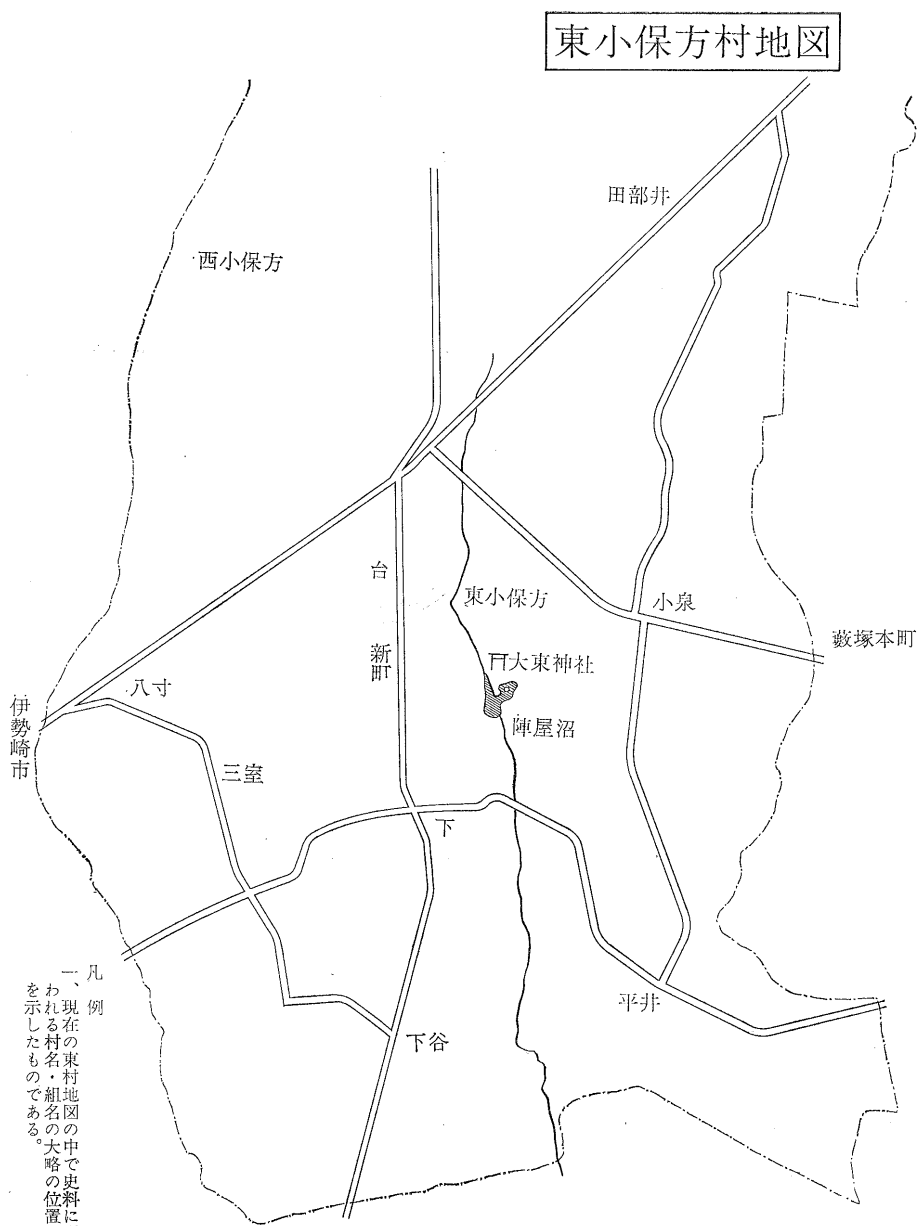 東小保方村地図
田部井
西小保方
台
東小保方
小泉
藪塚本町
新町
大東神社
八寸
陣屋沼
伊勢崎市
三室
下
平井
下谷
凡例
一、現在の東村地図の中で史料に
われる村名・組名の大略の位置
を示したものである。